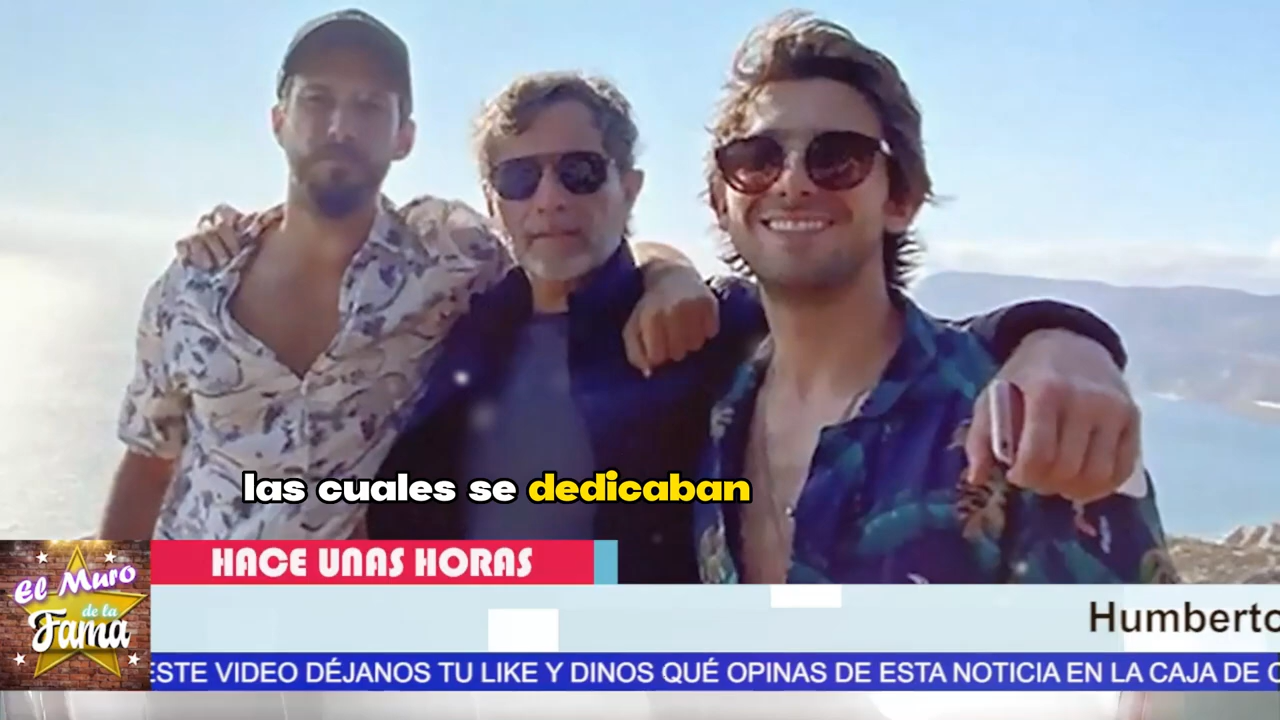 las cuales se dedicaban
HACE UNAS HORAS
El Muro
de la
Fama
Humberto
ESTE VIDEO DÉJANOS TU LIKE Y DINOS QUÉ OPINAS DE ESTA NOTICIA EN LA CAJA DE C